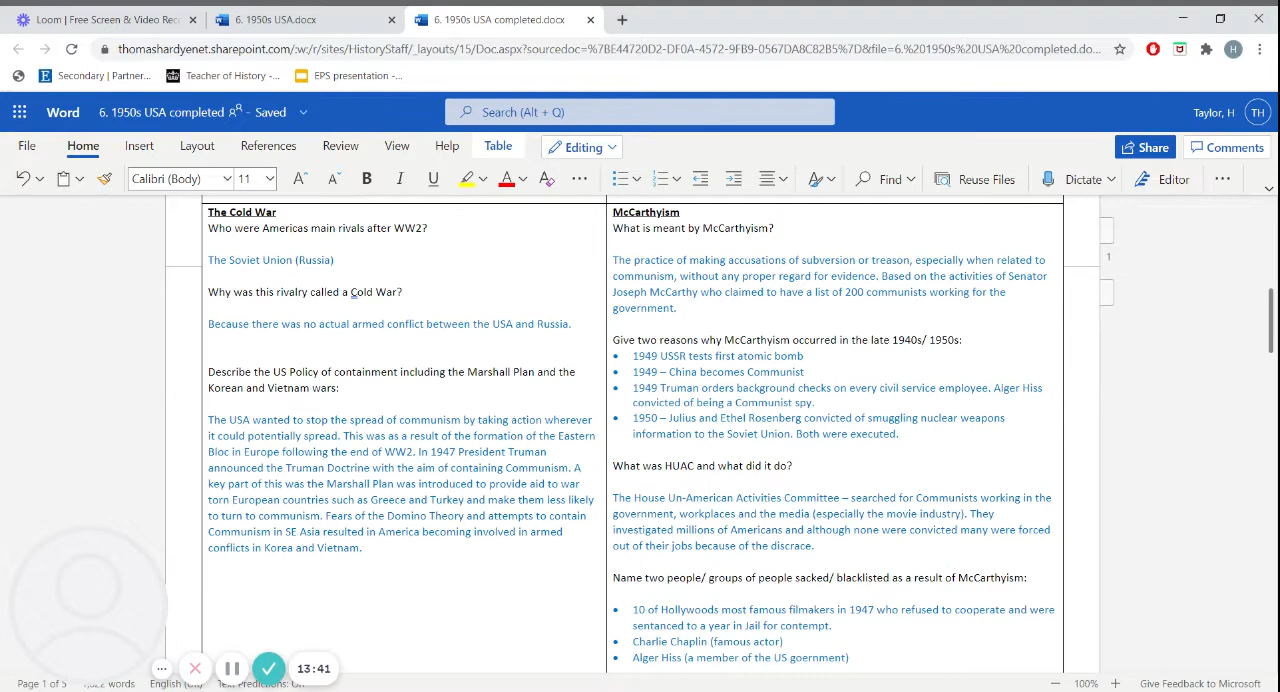 Loom | Free Screen & Video Rec
6. 1950s USA.docx
6. 1950s USA completed.docx
thomashardyenet.sharepoint.com/:w:/r/sites/HistoryStaff/_layouts/15/Doc.aspx?sourcedoc=%7BE44720D2-DF0A-4572-9FB9-0567DA8C82B5%7D&file=6.%201950s%20USA%20completed.do...
H
Secondary | Partner...
Teacher of History -...
EPS presentation -...
Word
6. 1950s USA completed - Saved
Search (Alt + Q)
Taylor, H
TH
File Home Insert Layout References Review View Help Table Editing Share Comments
Calibri (Body) 11 B I U A Find Reuse Files Dictate Editor
The Cold War
Who were Americas main rivals after WW2?
The Soviet Union (Russia)
Why was this rivalry called a Cold War?
Because there was no actual armed conflict between the USA and Russia.
Describe the US Policy of containment including the Marshall Plan and the
Korean and Vietnam wars:
The USA wanted to stop the spread of communism by taking action wherever
it could potentially spread. This was as a result of the formation of the Eastern
Bloc in Europe following the end of WW2. In 1947 President Truman
announced the Truman Doctrine with the aim of containing Communism. A
key part of this was the Marshall Plan was introduced to provide aid to war
torn European countries such as Greece and Turkey and make them less likely
to turn to communism. Fears of the Domino Theory and attempts to contain
Communism in SE Asia resulted in America becoming involved in armed
conflicts in Korea and Vietnam.
McCarthyism
What is meant by McCarthyism?
The practice of making accusations of subversion or treason, especially when related to
communism, without any proper regard for evidence. Based on the activities of Senator
Joseph McCarthy who claimed to have a list of 200 communists working for the
government.
Give two reasons why McCarthyism occurred in the late 1940s/ 1950s:
• 1949 USSR tests first atomic bomb
• 1949 – China becomes Communist
• 1949 Truman orders background checks on every civil service employee. Alger Hiss
convicted of being a Communist spy.
• 1950 – Julius and Ethel Rosenberg convicted of smuggling nuclear weapons
information to the Soviet Union. Both were executed.
What was HUAC and what did it do?
The House Un-American Activities Committee – searched for Communists working in the
government, workplaces and the media (especially the movie industry). They
investigated millions of Americans and although none were convicted many were forced
out of their jobs because of the discrace.
Name two people/ groups of people sacked/ blacklisted as a result of McCarthyism:
• 10 of Hollywoods most famous filmakers in 1947 who refused to cooperate and were
sentanced to a year in Jail for contempt.
• Charlie Chaplin (famous actor)
• Alger Hiss (a member of the US goernment)
1
13:41
Page 1 of 5
words
English
Text Predictions: On
100%
Give Feedback to Microsoft